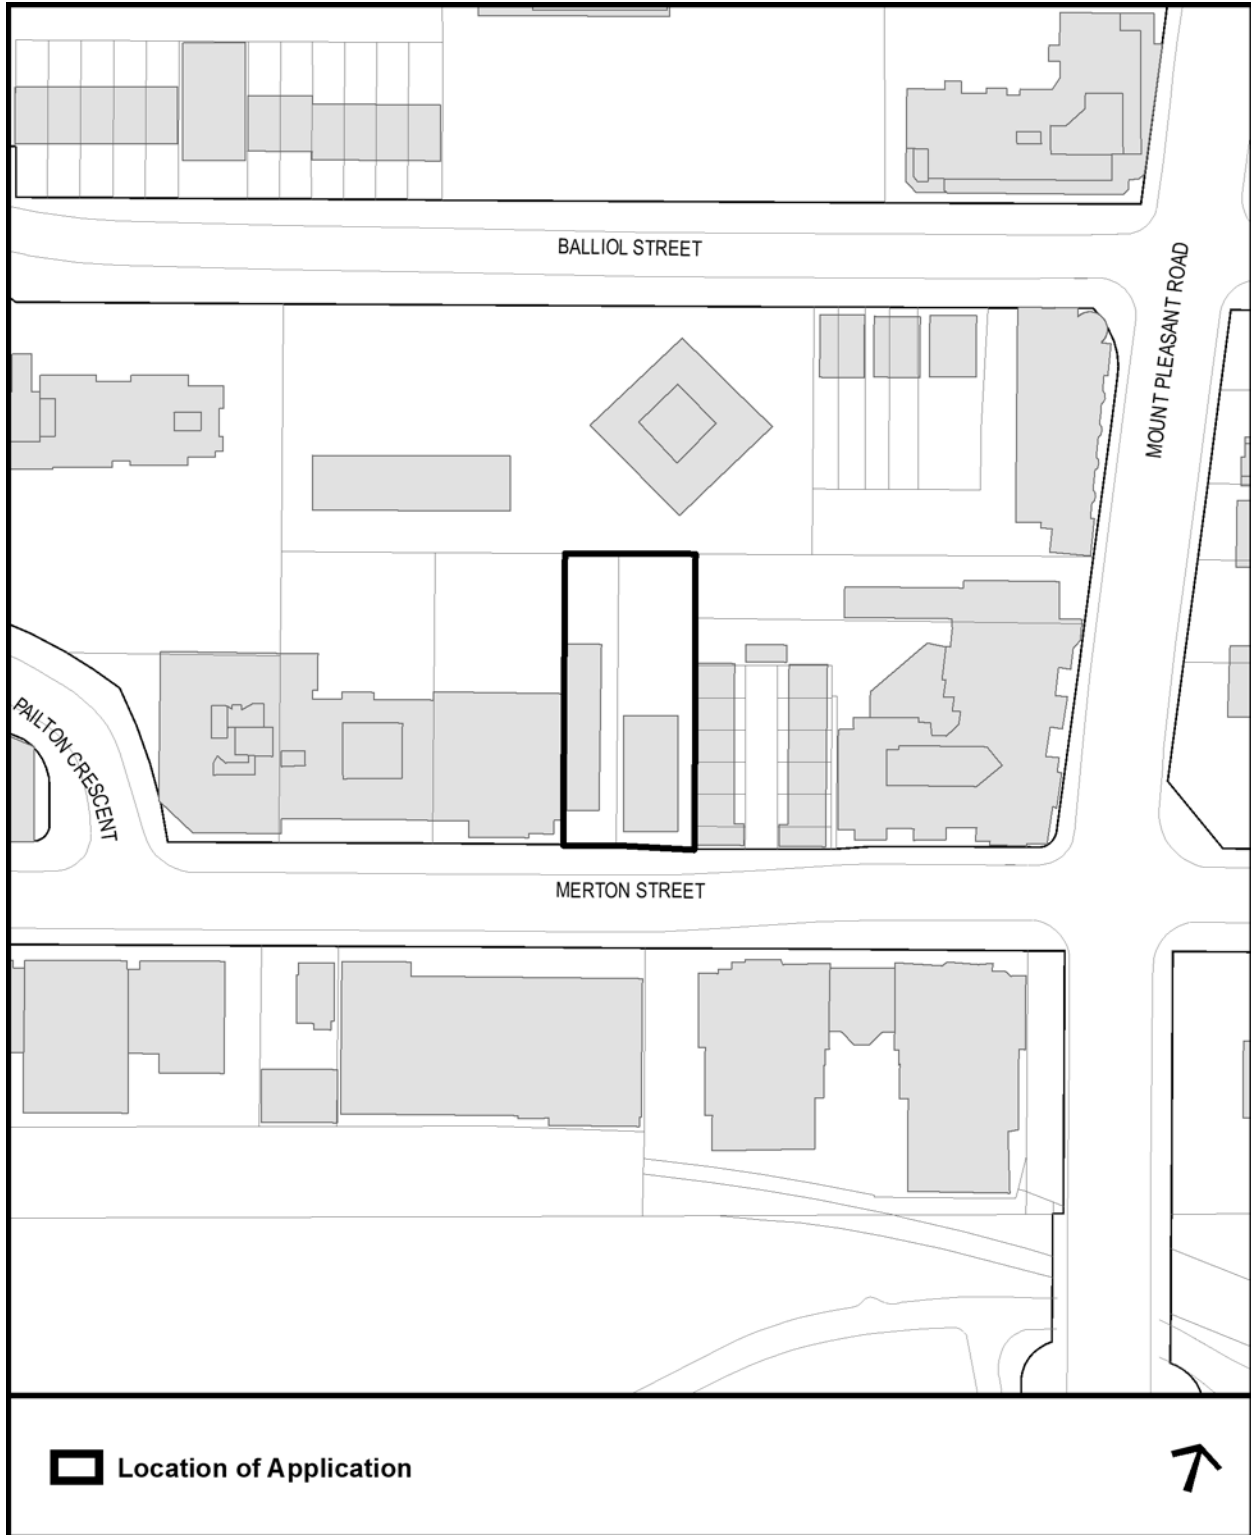 BALLIOL STREET
MOUNT PLEASANT ROAD
PAILTON CRESCENT
MERTON STREET
Location of Application